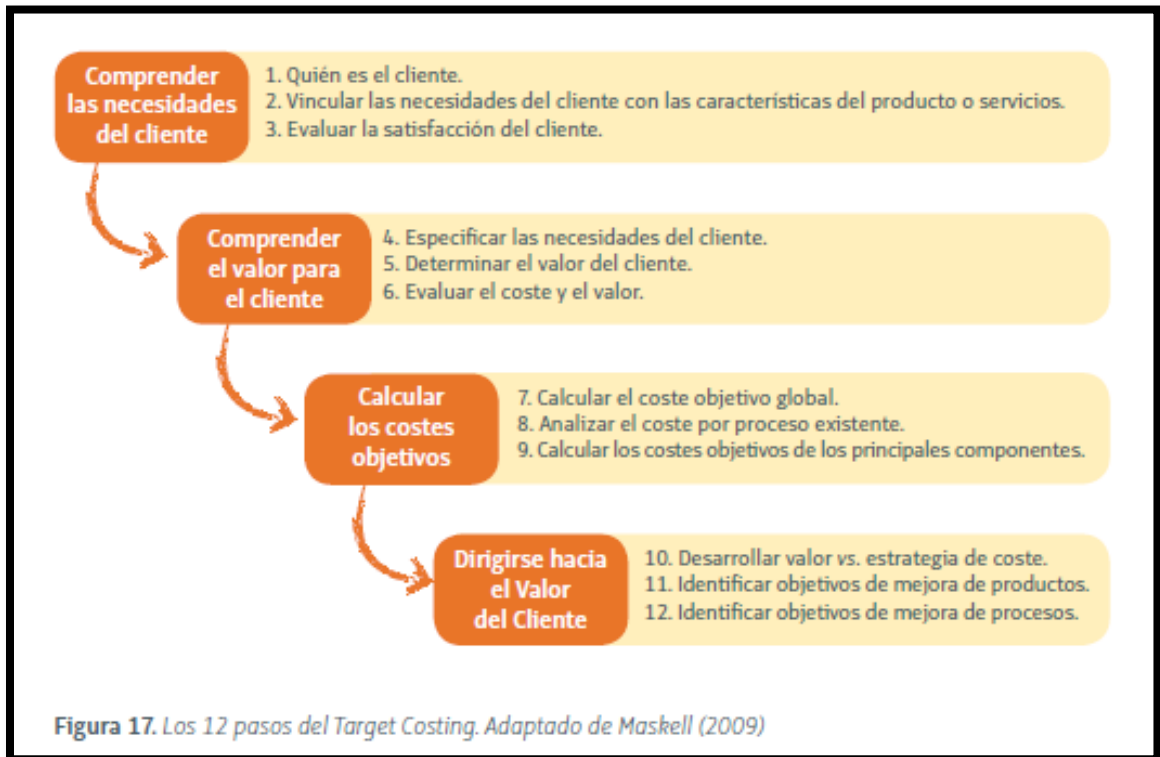 Comprender
las necesidades
del cliente
1. Quién es el cliente.
2. Vincular las necesidades del cliente con las características del producto o servicios.
3. Evaluar la satisfacción del cliente.
Comprender
el valor para
el cliente
4. Especificar las necesidades del cliente.
5. Determinar el valor del cliente.
6. Evaluar el coste y el valor.
Calcular
los costes
objetivos
7. Calcular el coste objetivo global.
8. Analizar el coste por proceso existente.
9. Calcular los costes objetivos de los principales componentes.
Dirigirse hacia
el Valor
del Cliente
10. Desarrollar valor vs. estrategia de coste.
11. Identificar objetivos de mejora de productos.
12. Identificar objetivos de mejora de procesos.
Figura 17. Los 12 pasos del Target Costing. Adaptado de Maskell (2009)